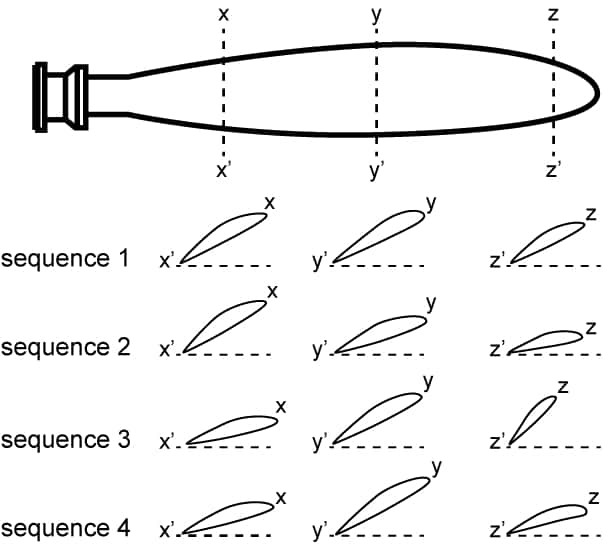 x y z
x' y' z'
x y z
sequence 1 x' y' z'
x y z
sequence 2 x' y' z'
x y z
sequence 3 x' y' z'
x y z
sequence 4 x' y' z'